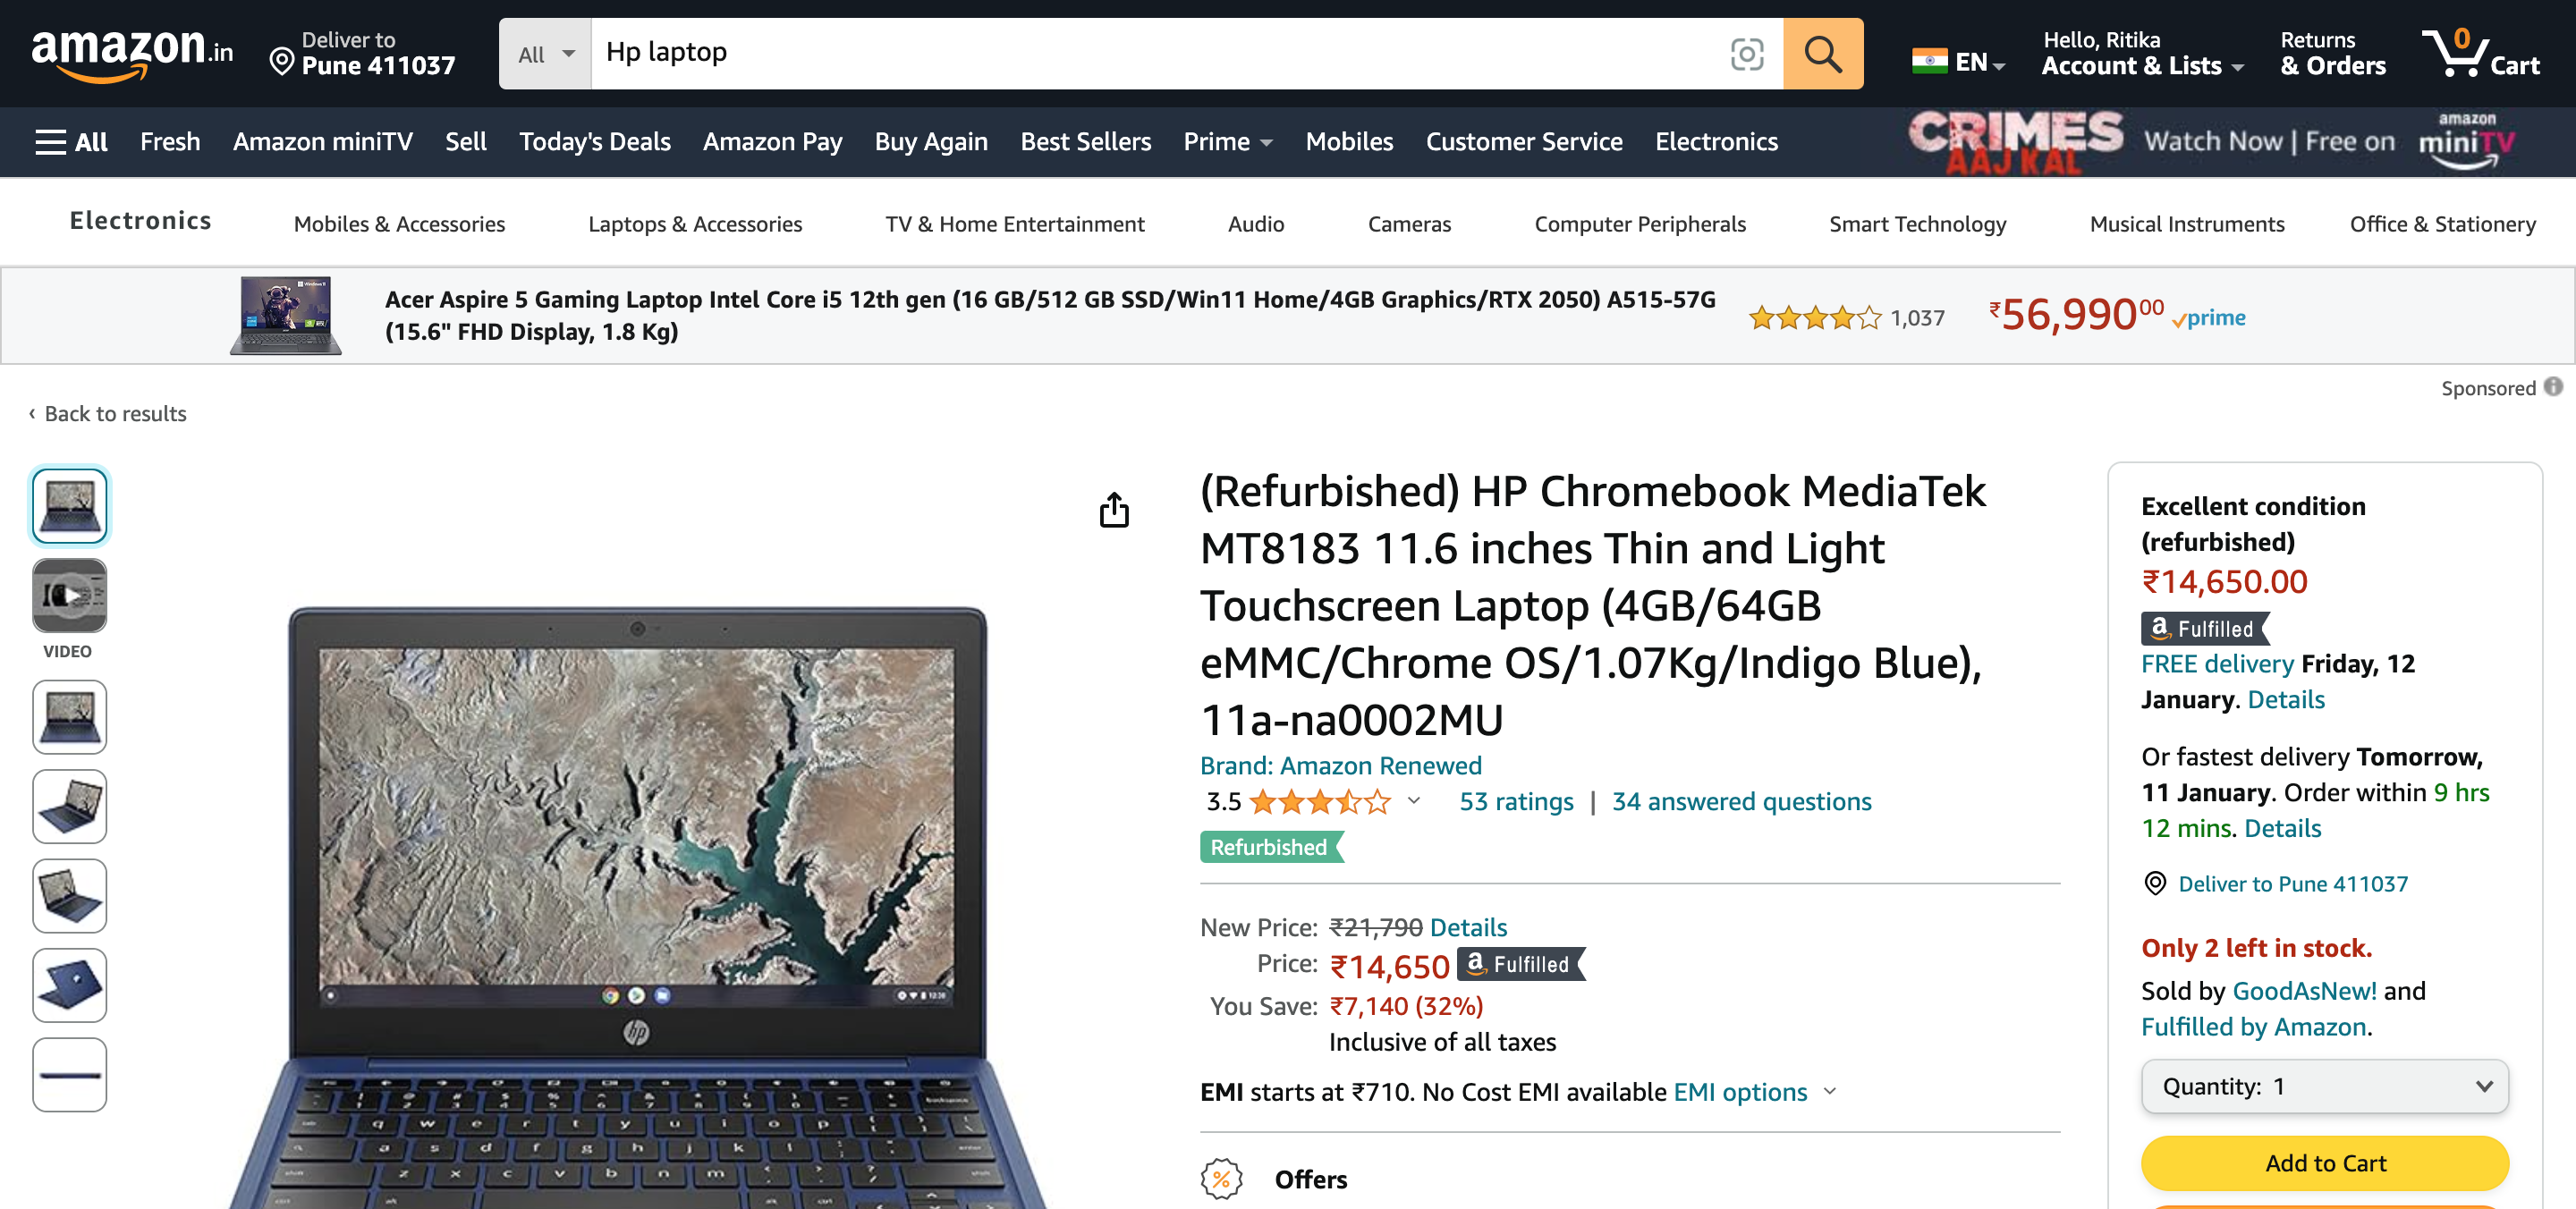 amazon.in
Deliver to
Pune 411037
All
Hp laptop
EN
Hello, Ritika
Account & Lists
Returns
& Orders
0
Cart
All
Fresh
Amazon miniTV
Sell
Today's Deals
Amazon Pay
Buy Again
Best Sellers
Prime
Mobiles
Customer Service
Electronics
CRIMES
AAJ KAL
Watch Now | Free on
amazon
miniTV
Electronics
Mobiles & Accessories
Laptops & Accessories
TV & Home Entertainment
Audio
Cameras
Computer Peripherals
Smart Technology
Musical Instruments
Office & Stationery
Acer Aspire 5 Gaming Laptop Intel Core i5 12th gen (16 GB/512 GB SSD/Win11 Home/4GB Graphics/RTX 2050) A515-57G
(15.6" FHD Display, 1.8 Kg)
1,037
₹56,99000
prime
Sponsored
‹ Back to results
VIDEO
hp
(Refurbished) HP Chromebook MediaTek
MT8183 11.6 inches Thin and Light
Touchscreen Laptop (4GB/64GB
eMMC/Chrome OS/1.07Kg/Indigo Blue),
11a-na0002MU
Brand: Amazon Renewed
3.5
53 ratings | 34 answered questions
Refurbished
New Price: ₹21,790 Details
Price: ₹14,650 a Fulfilled
You Save: ₹7,140 (32%)
Inclusive of all taxes
EMI starts at ₹710. No Cost EMI available EMI options
% Offers
Excellent condition
(refurbished)
₹14,650.00
a Fulfilled
FREE delivery Friday, 12
January. Details
Or fastest delivery Tomorrow,
11 January. Order within 9 hrs
12 mins. Details
Deliver to Pune 411037
Only 2 left in stock.
Sold by GoodAsNew! and
Fulfilled by Amazon.
Quantity: 1
Add to Cart